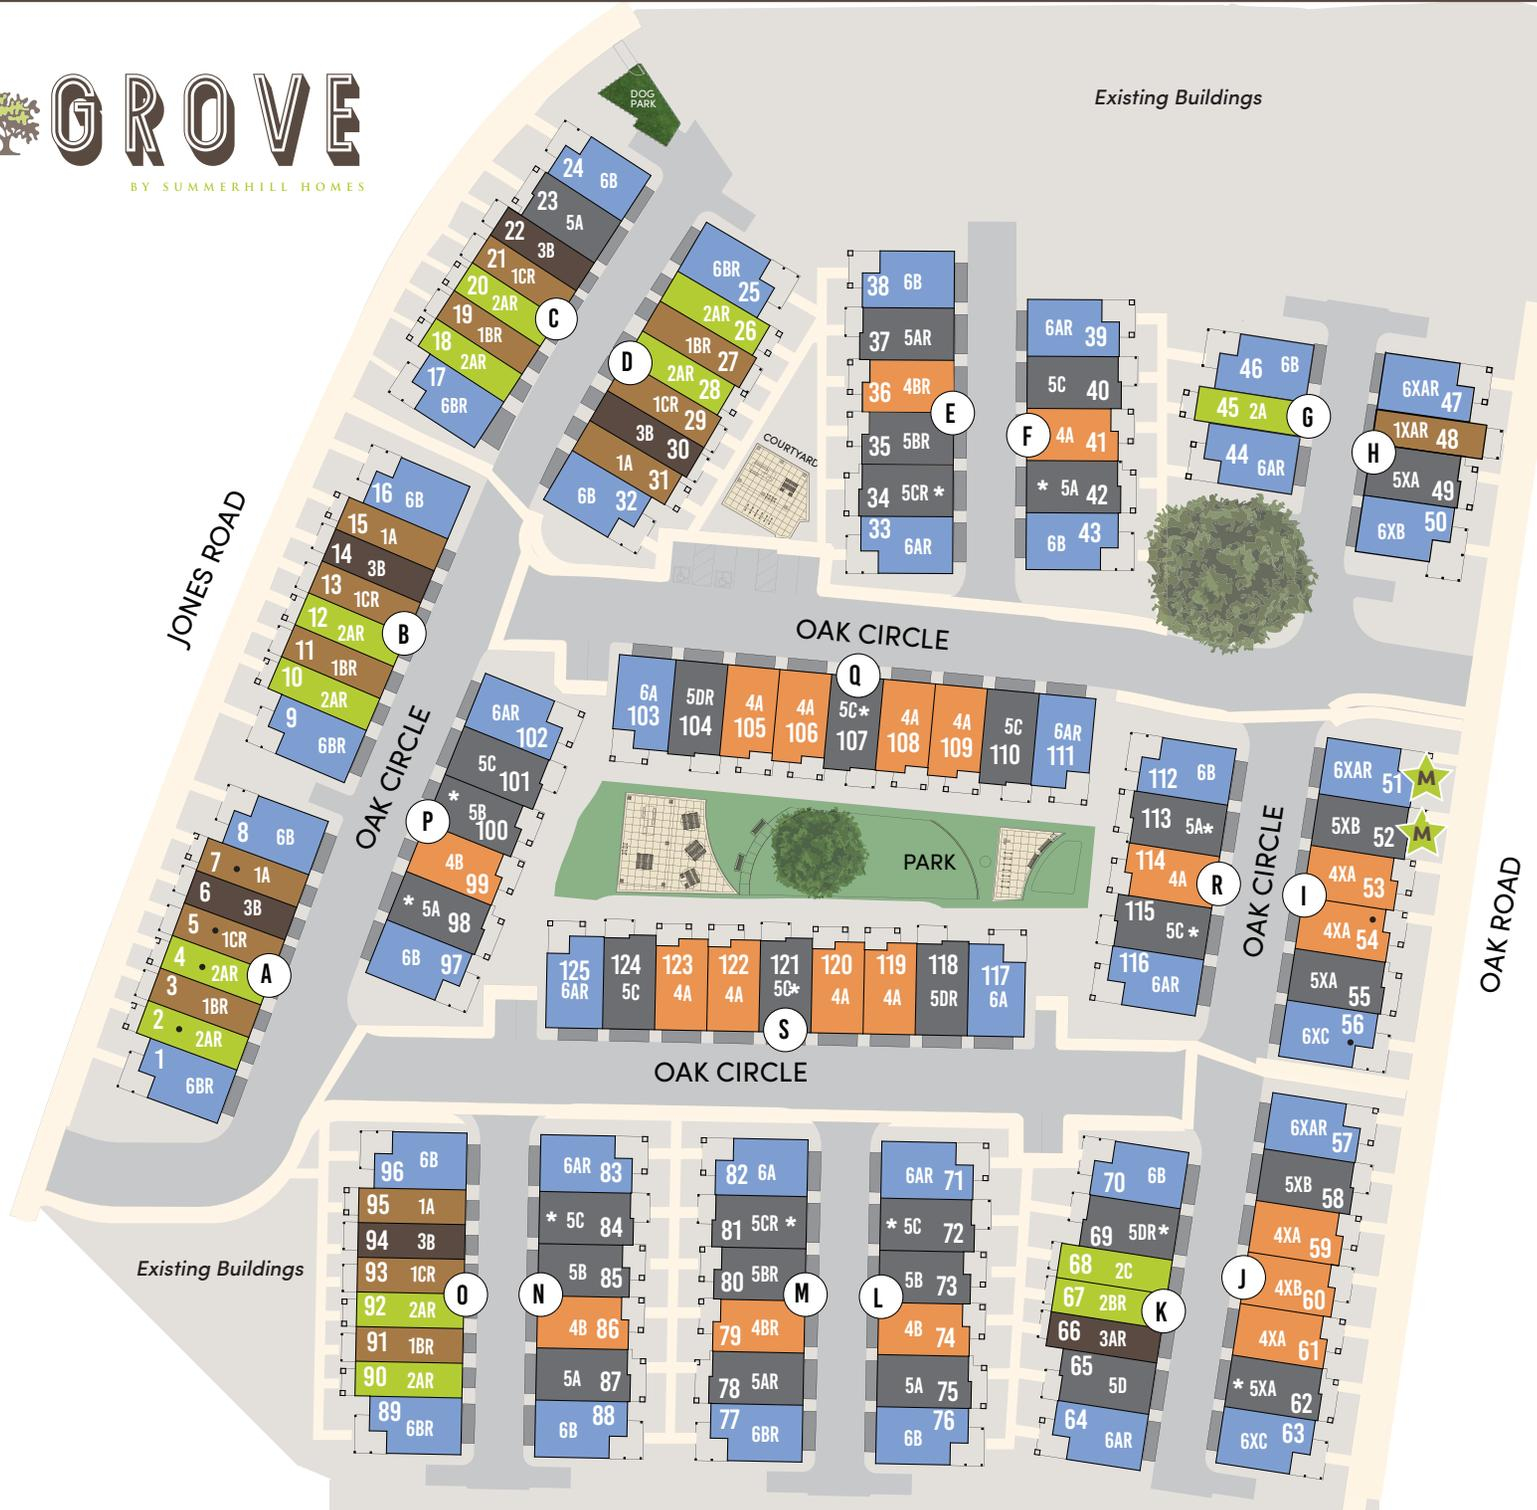 GROVE
BY SUMMERHILL HOMES
DOG
PARK
Existing Buildings
24 6B
23 5A
22 3B
21 1CR
20 2AR
19 1BR
18 2AR
17 6BR
C
6BR 25
2AR 26
1BR 27
2AR 28
1CR 29
3B 30
1A 31
6B 32
D
COURTYARD
38 6B
37 5AR
36 4BR
35 5BR
34 5CR *
33 6AR
E
6AR 39
5C 40
4A 41
* 5A 42
6B 43
F
46 6B
45 2A
44 6AR
G
6XAR 47
1XAR 48
5XA 49
6XB 50
H
JONES ROAD
16 6B
15 1A
14 3B
13 1CR
12 2AR
11 1BR
10 2AR
9 6BR
B
OAK CIRCLE
6A 103
5DR 104
4A 105
4A 106
5C* 107
4A 108
4A 109
5C 110
6AR 111
Q
OAK CIRCLE
6AR 102
5C 101
* 5B 100
4B 99
* 5A 98
6B 97
P
8 6B
7 • 1A
6 3B
5 • 1CR
4 • 2AR
3 1BR
2 • 2AR
1 6BR
A
PARK
112 6B
113 5A*
114 4A
115 5C *
116 6AR
R
OAK CIRCLE
6XAR 51 M
5XB 52 M
4XA 53
4XA 54 •
5XA 55
6XC 56 •
I
OAK ROAD
125 6AR
124 5C
123 4A
122 4A
121 5C*
120 4A
119 4A
118 5DR
117 6A
S
OAK CIRCLE
Existing Buildings
96 6B
95 1A
94 3B
93 1CR
92 2AR
91 1BR
90 2AR
89 6BR
O
6AR 83
* 5C 84
5B 85
4B 86
5A 87
6B 88
N
82 6A
81 5CR *
80 5BR
79 4BR
78 5AR
77 6BR
M
6AR 71
* 5C 72
5B 73
4B 74
5A 75
6B 76
L
70 6B
69 5DR*
68 2C
67 2BR
66 3AR
65 5D
64 6AR
K
6XAR 57
5XB 58
4XA 59
4XB 60
4XA 61
* 5XA 62
6XC 63
J